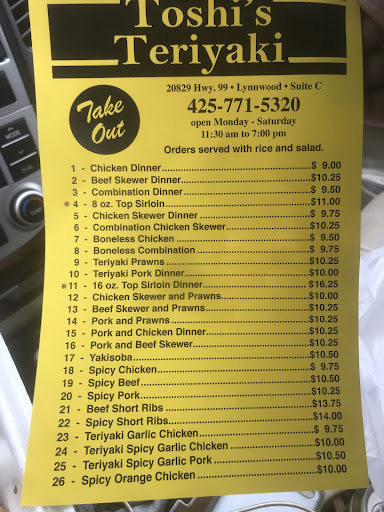 Toshi's
Teriyaki
Take
Out
20829 Hwy. 99 • Lynnwood • Suite C
425-771-5320
open Monday - Saturday
11:30 am to 7:00 pm
Orders served with rice and salad.
1 - Chicken Dinner $ 9.00
2 - Beef Skewer Dinner $10.25
3 - Combination Dinner $ 9.50
* 4 - 8 oz. Top Sirloin $11.00
5 - Chicken Skewer Dinner $ 9.75
6 - Combination Chicken Skewer $10.25
7 - Boneless Chicken $ 9.50
8 - Boneless Combination $ 9.75
9 - Teriyaki Prawns $10.25
10 - Teriyaki Pork Dinner $10.00
*11 - 16 oz. Top Sirloin Dinner $16.25
12 - Chicken Skewer and Prawns $10.00
13 - Beef Skewer and Prawns $10.25
14 - Pork and Prawns $10.25
15 - Pork and Chicken Dinner $10.25
16 - Pork and Beef Skewer $10.25
17 - Yakisoba $10.50
18 - Spicy Chicken $ 9.75
19 - Spicy Beef $10.50
20 - Spicy Pork $10.25
21 - Beef Short Ribs $13.75
22 - Spicy Short Ribs $14.00
23 - Teriyaki Garlic Chicken $ 9.75
24 - Teriyaki Spicy Garlic Chicken $10.00
25 - Teriyaki Spicy Garlic Pork $10.50
26 - Spicy Orange Chicken $10.00